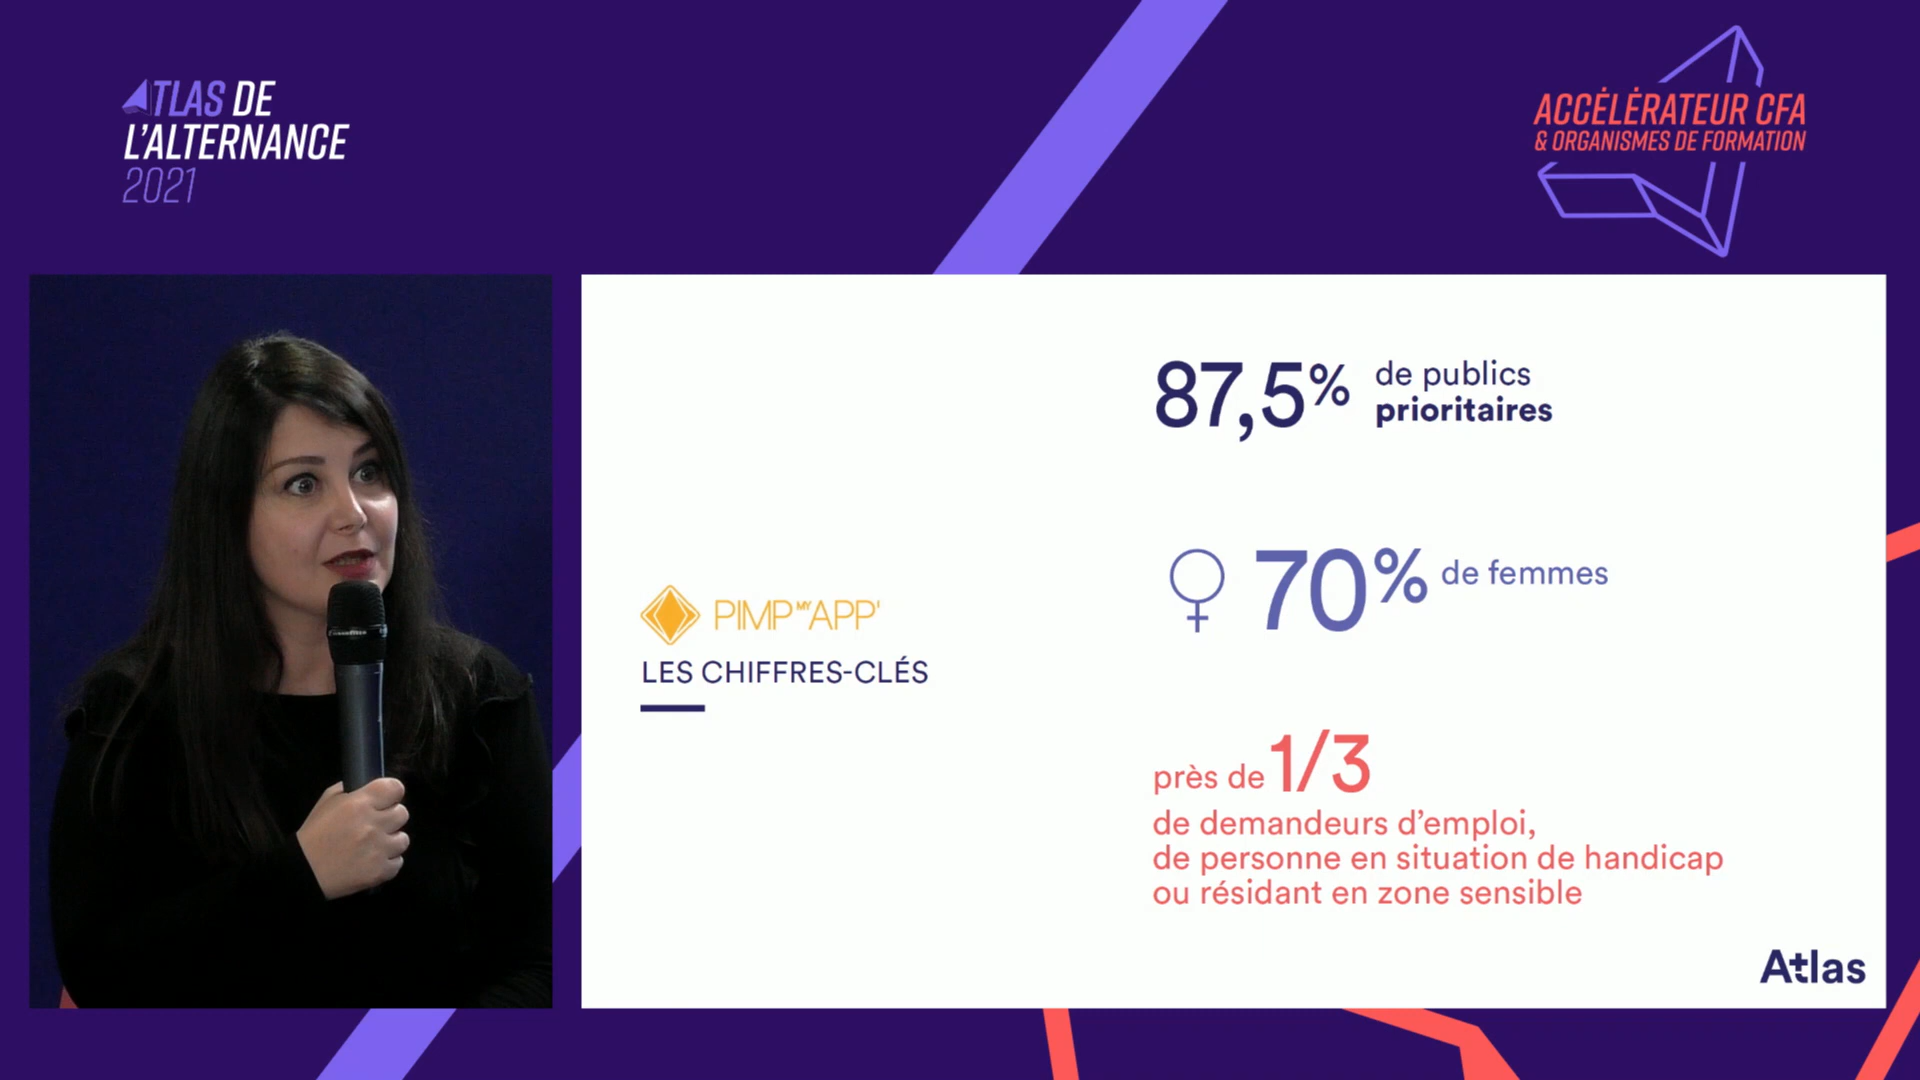 ATLAS DE
L'ALTERNANCE
2021
ACCÉLÉRATEUR CFA
& ORGANISMES DE FORMATION
87,5% de publics
prioritaires
70% de femmes
PIMP MY APP'
LES CHIFFRES-CLÉS
près de 1/3
de demandeurs d'emploi,
de personne en situation de handicap
ou résidant en zone sensible
Atlas